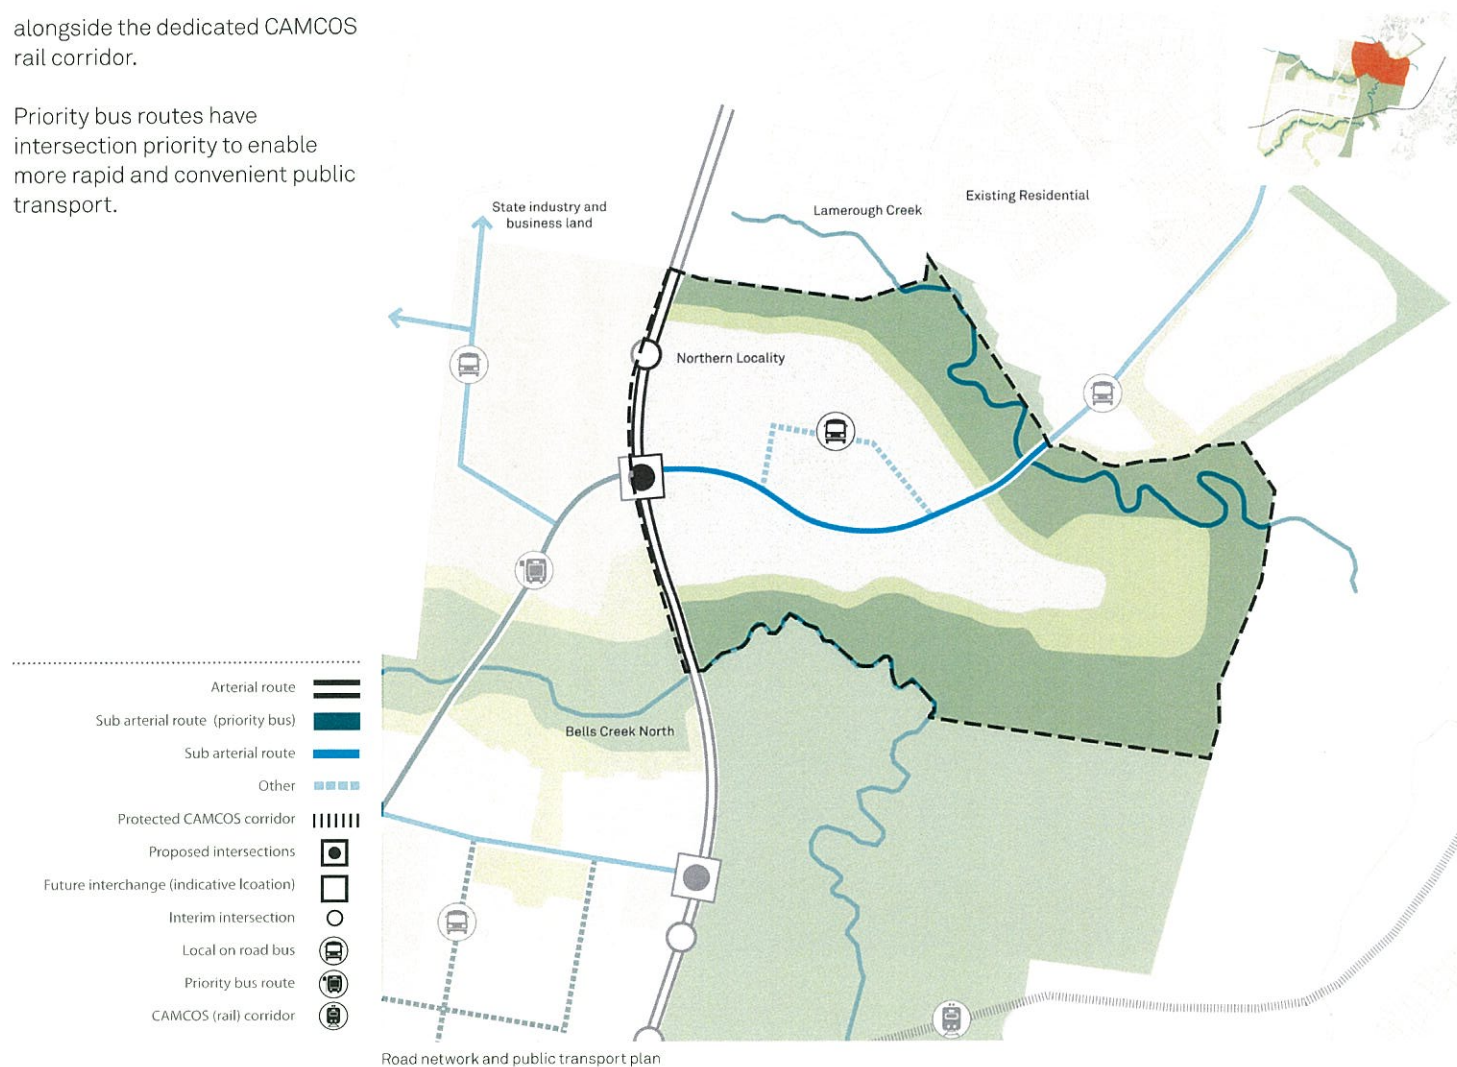 alongside the dedicated CAMCOS
rail corridor.
Priority bus routes have
intersection priority to enable
more rapid and convenient public
transport.
State industry and
business land
Lamerough Creek
Existing Residential
Northern Locality
Bells Creek North
Arterial route
Sub arterial route (priority bus)
Sub arterial route
Other
Protected CAMCOS corridor
Proposed intersections
Future interchange (indicative lcoation)
Interim intersection
Local on road bus
Priority bus route
CAMCOS (rail) corridor
Road network and public transport plan